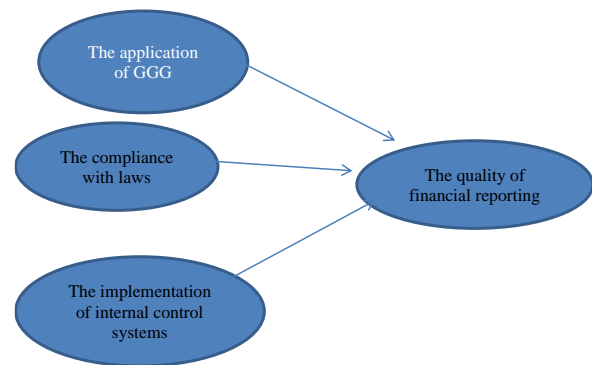 The application
of GGG
The compliance
with laws
The quality of
financial reporting
The implementation
of internal control
systems